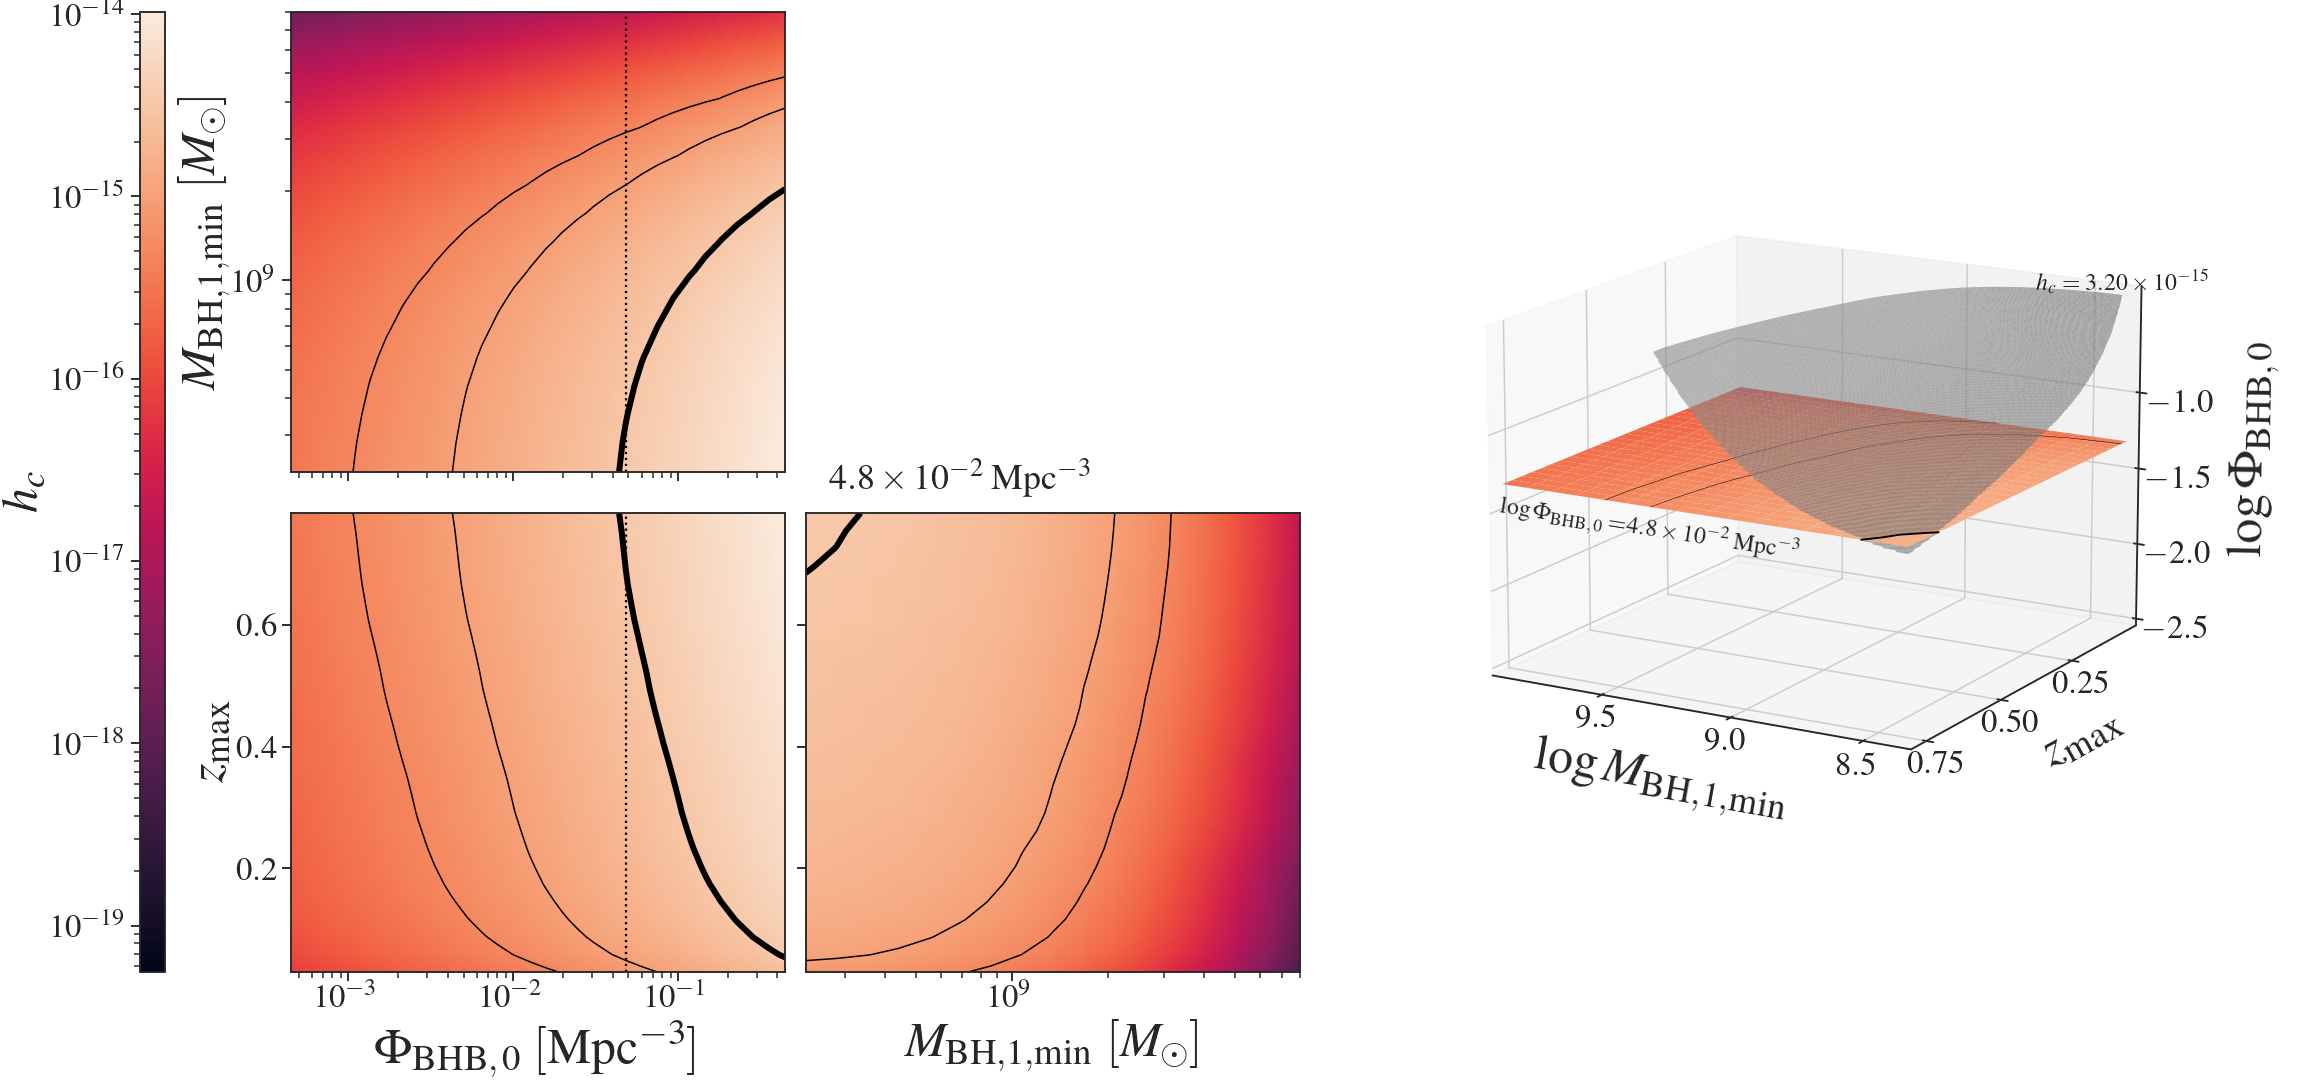 10⁻¹⁴
10⁻¹⁵
10⁻¹⁶
10⁻¹⁷
10⁻¹⁸
10⁻¹⁹
h_c
M_BH,1,min [M_⊙]
10⁹
4.8 × 10⁻² Mpc⁻³
z_max
0.6
0.4
0.2
10⁻³ 10⁻² 10⁻¹
Φ_BHB,0 [Mpc⁻³]
10⁹
M_BH,1,min [M_⊙]
h_c = 3.20 × 10⁻¹⁵
log Φ_BHB,0 =4.8 × 10⁻² Mpc⁻³
−1.0
−1.5
−2.0
−2.5
log Φ_BHB,0
9.5 9.0 8.5
log M_BH,1,min
0.75 0.50 0.25
z_max